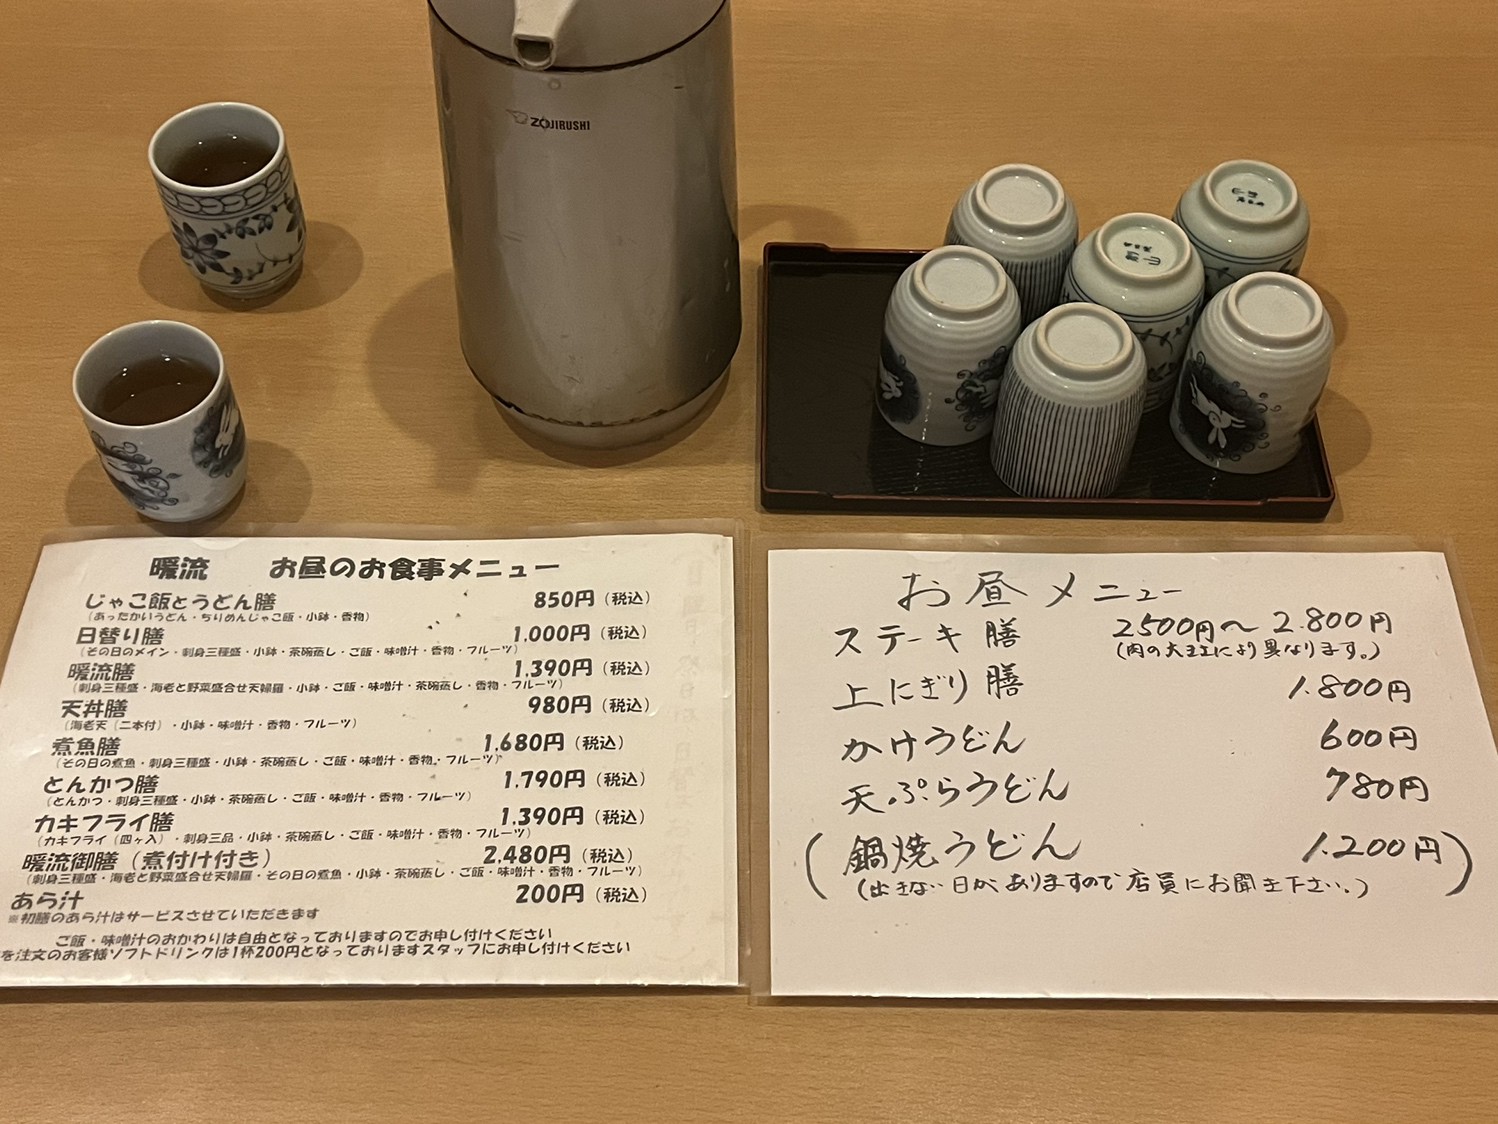 ZOJIRUSHI
暖流 お昼のお食事メニュー
じゃこ飯とうどん膳 850円（税込）
（あったかいうどん・ちりめんじゃこ飯・小鉢・香物）
日替り膳 1,000円（税込）
（その日のメイン・刺身三種盛・小鉢・茶碗蒸し・ご飯・味噌汁・香物・フルーツ）
暖流膳 1,390円（税込）
（刺身三種盛・海老と野菜盛合せ天婦羅・小鉢・ご飯・味噌汁・茶碗蒸し・香物・フルーツ）
天丼膳 980円（税込）
（海老天（二本付）・小鉢・味噌汁・香物・フルーツ）
煮魚膳 1,680円（税込）
（その日の煮魚・刺身三種盛・小鉢・茶碗蒸し・ご飯・味噌汁・香物・フルーツ）
とんかつ膳 1,790円（税込）
（とんかつ・刺身三種盛・小鉢・茶碗蒸し・ご飯・味噌汁・香物・フルーツ）
カキフライ膳 1,390円（税込）
（カキフライ（四ヶ入）・刺身三品・小鉢・茶碗蒸し・ご飯・味噌汁・香物・フルーツ）
暖流御膳（煮付け付き） 2,480円（税込）
（刺身三種盛・海老と野菜盛合せ天婦羅・その日の煮魚・小鉢・茶碗蒸し・ご飯・味噌汁・香物・フルーツ）
あら汁 200円（税込）
※初膳のあら汁はサービスさせていただきます
ご飯・味噌汁のおかわりは自由となっておりますのでお申し付けください
を注文のお客様ソフトドリンクは1杯200円となっておりますスタッフにお申し付けください
お昼メニュー
ステーキ膳 2500円〜2.800円
（肉の大きさにより異なります。）
上にぎり膳 1.800円
かけうどん 600円
天ぷらうどん 780円
（鍋焼うどん 1.200円）
（出きない日がありますので店員にお聞き下さい。）